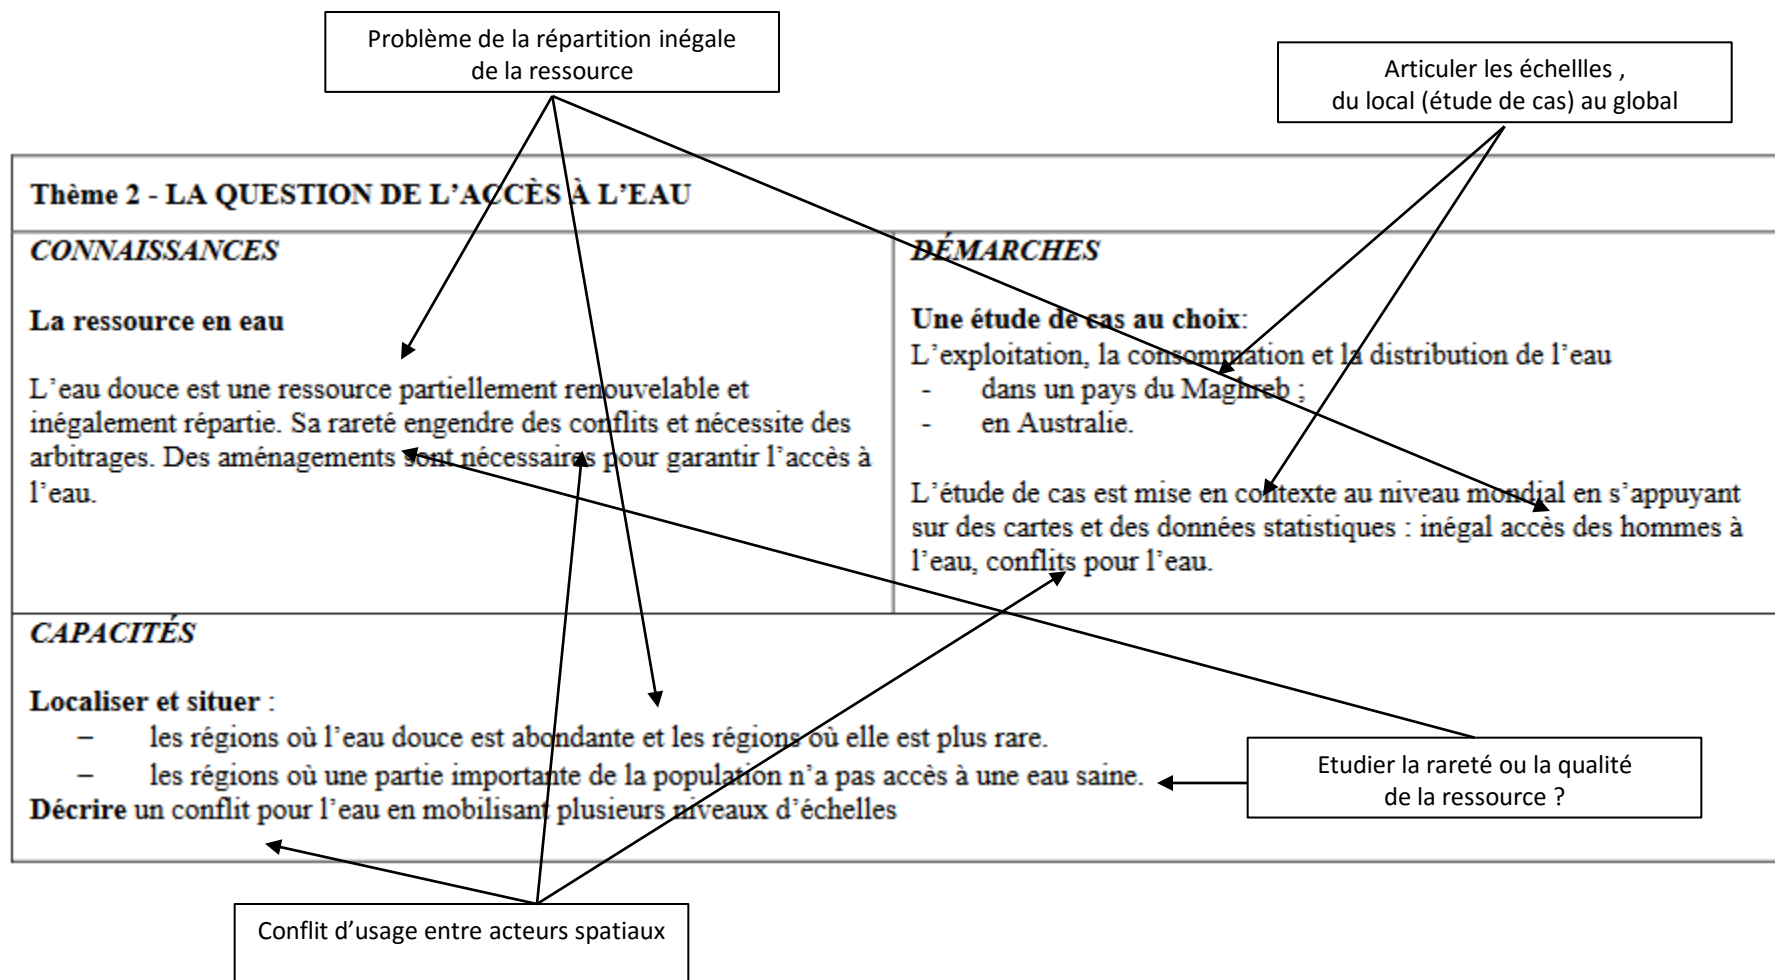 Problème de la répartition inégale
de la ressource
Articuler les échellles ,
du local (étude de cas) au global
Thème 2 - LA QUESTION DE L’ACCÈS À L’EAU
CONNAISSANCES
La ressource en eau
L’eau douce est une ressource partiellement renouvelable et
inégalement répartie. Sa rareté engendre des conflits et nécessite des
arbitrages. Des aménagements sont nécessaires pour garantir l’accès à
l’eau.
DÉMARCHES
Une étude de cas au choix:
L’exploitation, la consommation et la distribution de l’eau
- dans un pays du Maghreb ;
- en Australie.
L’étude de cas est mise en contexte au niveau mondial en s’appuyant
sur des cartes et des données statistiques : inégal accès des hommes à
l’eau, conflits pour l’eau.
CAPACITÉS
Localiser et situer :
– les régions où l’eau douce est abondante et les régions où elle est plus rare.
– les régions où une partie importante de la population n’a pas accès à une eau saine.
Décrire un conflit pour l’eau en mobilisant plusieurs niveaux d’échelles
Etudier la rareté ou la qualité
de la ressource ?
Conflit d’usage entre acteurs spatiaux